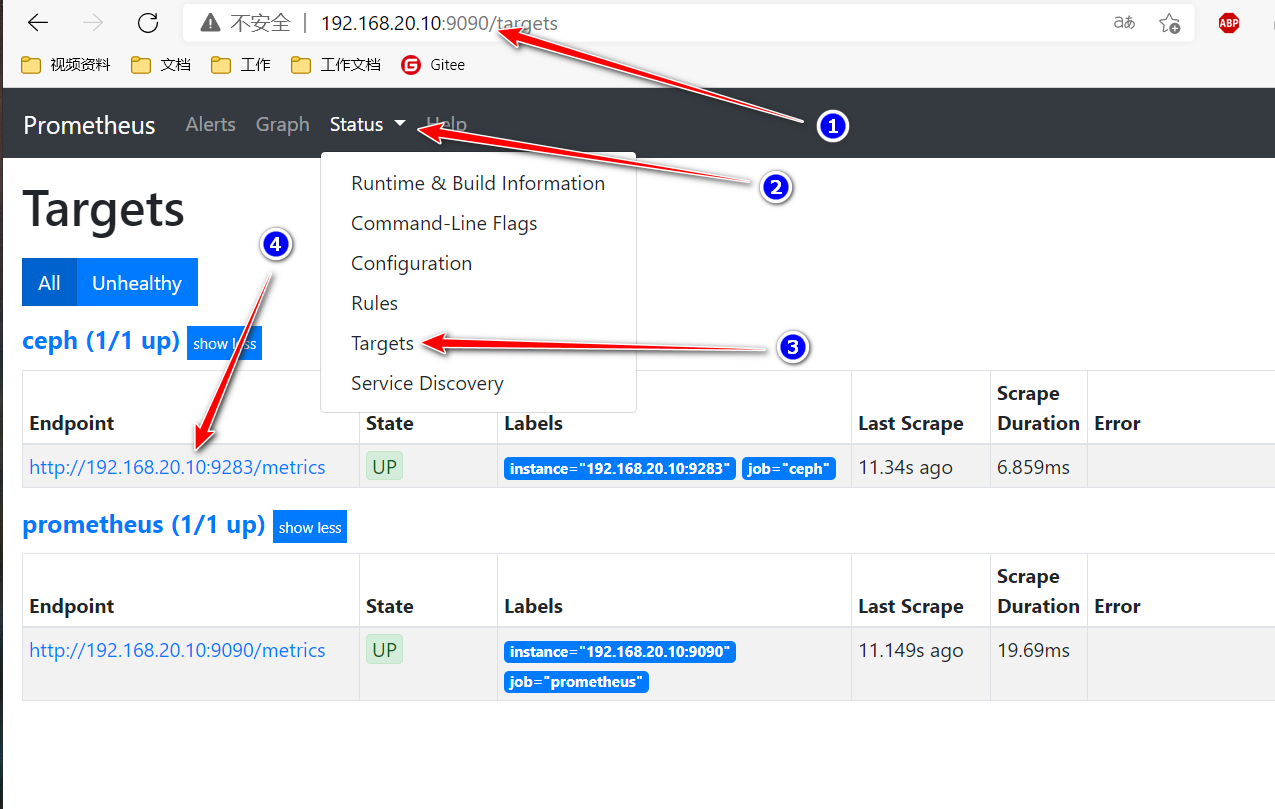 不安全 | 192.168.20.10:9090/targets
aあ
ABP
视频资料 文档 工作 工作文档 G Gitee
Prometheus Alerts Graph Status Help
1
2
Runtime & Build Information
Command-Line Flags
Configuration
Rules
Targets
Service Discovery
3
Targets
4
All Unhealthy
ceph (1/1 up) show less
Endpoint State Labels Last Scrape Scrape Duration Error
http://192.168.20.10:9283/metrics UP instance="192.168.20.10:9283" job="ceph" 11.34s ago 6.859ms
prometheus (1/1 up) show less
Endpoint State Labels Last Scrape Scrape Duration Error
http://192.168.20.10:9090/metrics UP instance="192.168.20.10:9090" 11.149s ago 19.69ms
job="prometheus"